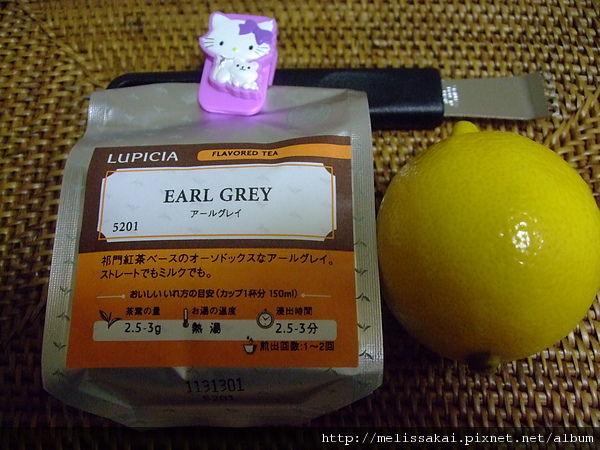 LUPICIA FLAVORED TEA
EARL GREY
アールグレイ
5201
祁門紅茶ベースのオーソドックスなアールグレイ。
ストレートでもミルクでも。
おいしいいれ方の目安(カップ1杯分 150ml)
茶葉の量 お湯の温度 浸出時間
2.5-3g 熱湯 2.5-3分
煎出回数:1〜2回
1131301
5201
http://melissakai.pixnet.net/album